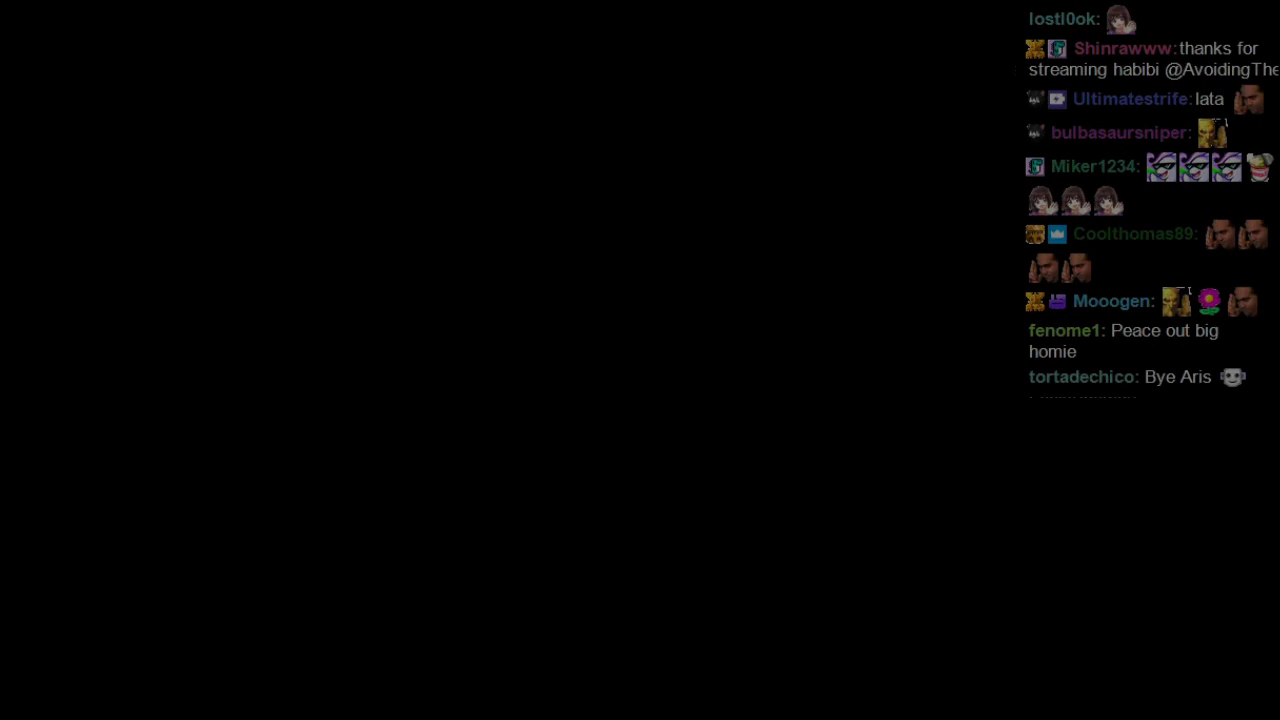 lostl0ok:
Shinrawww: thanks for
streaming habibi @AvoidingThe
Ultimatestrife: lata
bulbasaursniper:
Miker1234:
Coolthomas89:
Mooogen:
fenome1: Peace out big
homie
tortadechico: Bye Aris